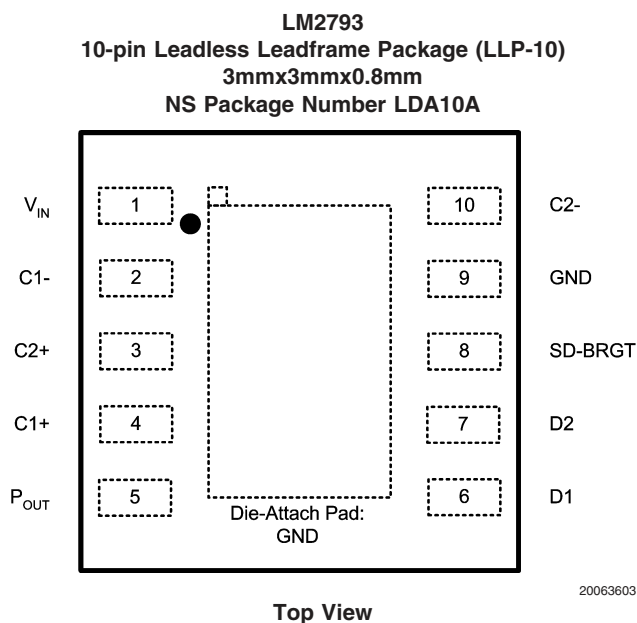 LM2793
10-pin Leadless Leadframe Package (LLP-10)
3mmx3mmx0.8mm
NS Package Number LDA10A
VIN 1 10 C2-
C1- 2 9 GND
C2+ 3 8 SD-BRGT
C1+ 4 7 D2
POUT 5 6 D1
Die-Attach Pad:
GND
20063603
Top View